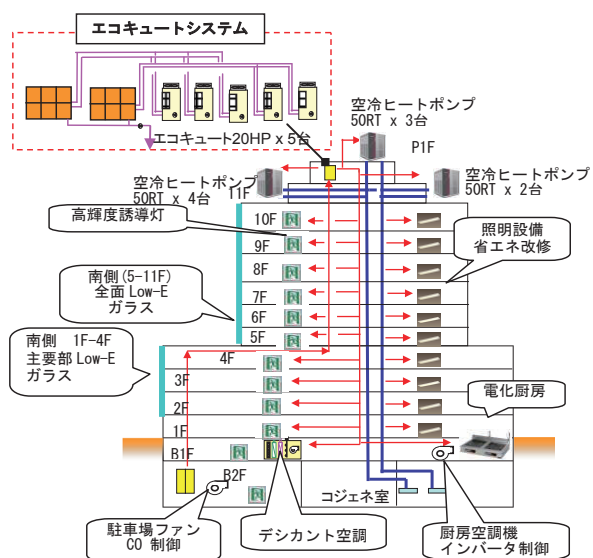 エコキュートシステム
エコキュート20HP x 5台
空冷ヒートポンプ
50RT x 3台
P1F
空冷ヒートポンプ
50RT x 4台
11F
空冷ヒートポンプ
50RT x 2台
高輝度誘導灯
照明設備
省エネ改修
南側(5-11F)
全面 Low-E
ガラス
南側 1F-4F
主要部 Low-E
ガラス
10F
9F
8F
7F
6F
5F
4F
3F
2F
1F
B1F
B2F
電化厨房
コジェネ室
駐車場ファン
CO 制御
デシカント空調
厨房空調機
インバータ制御